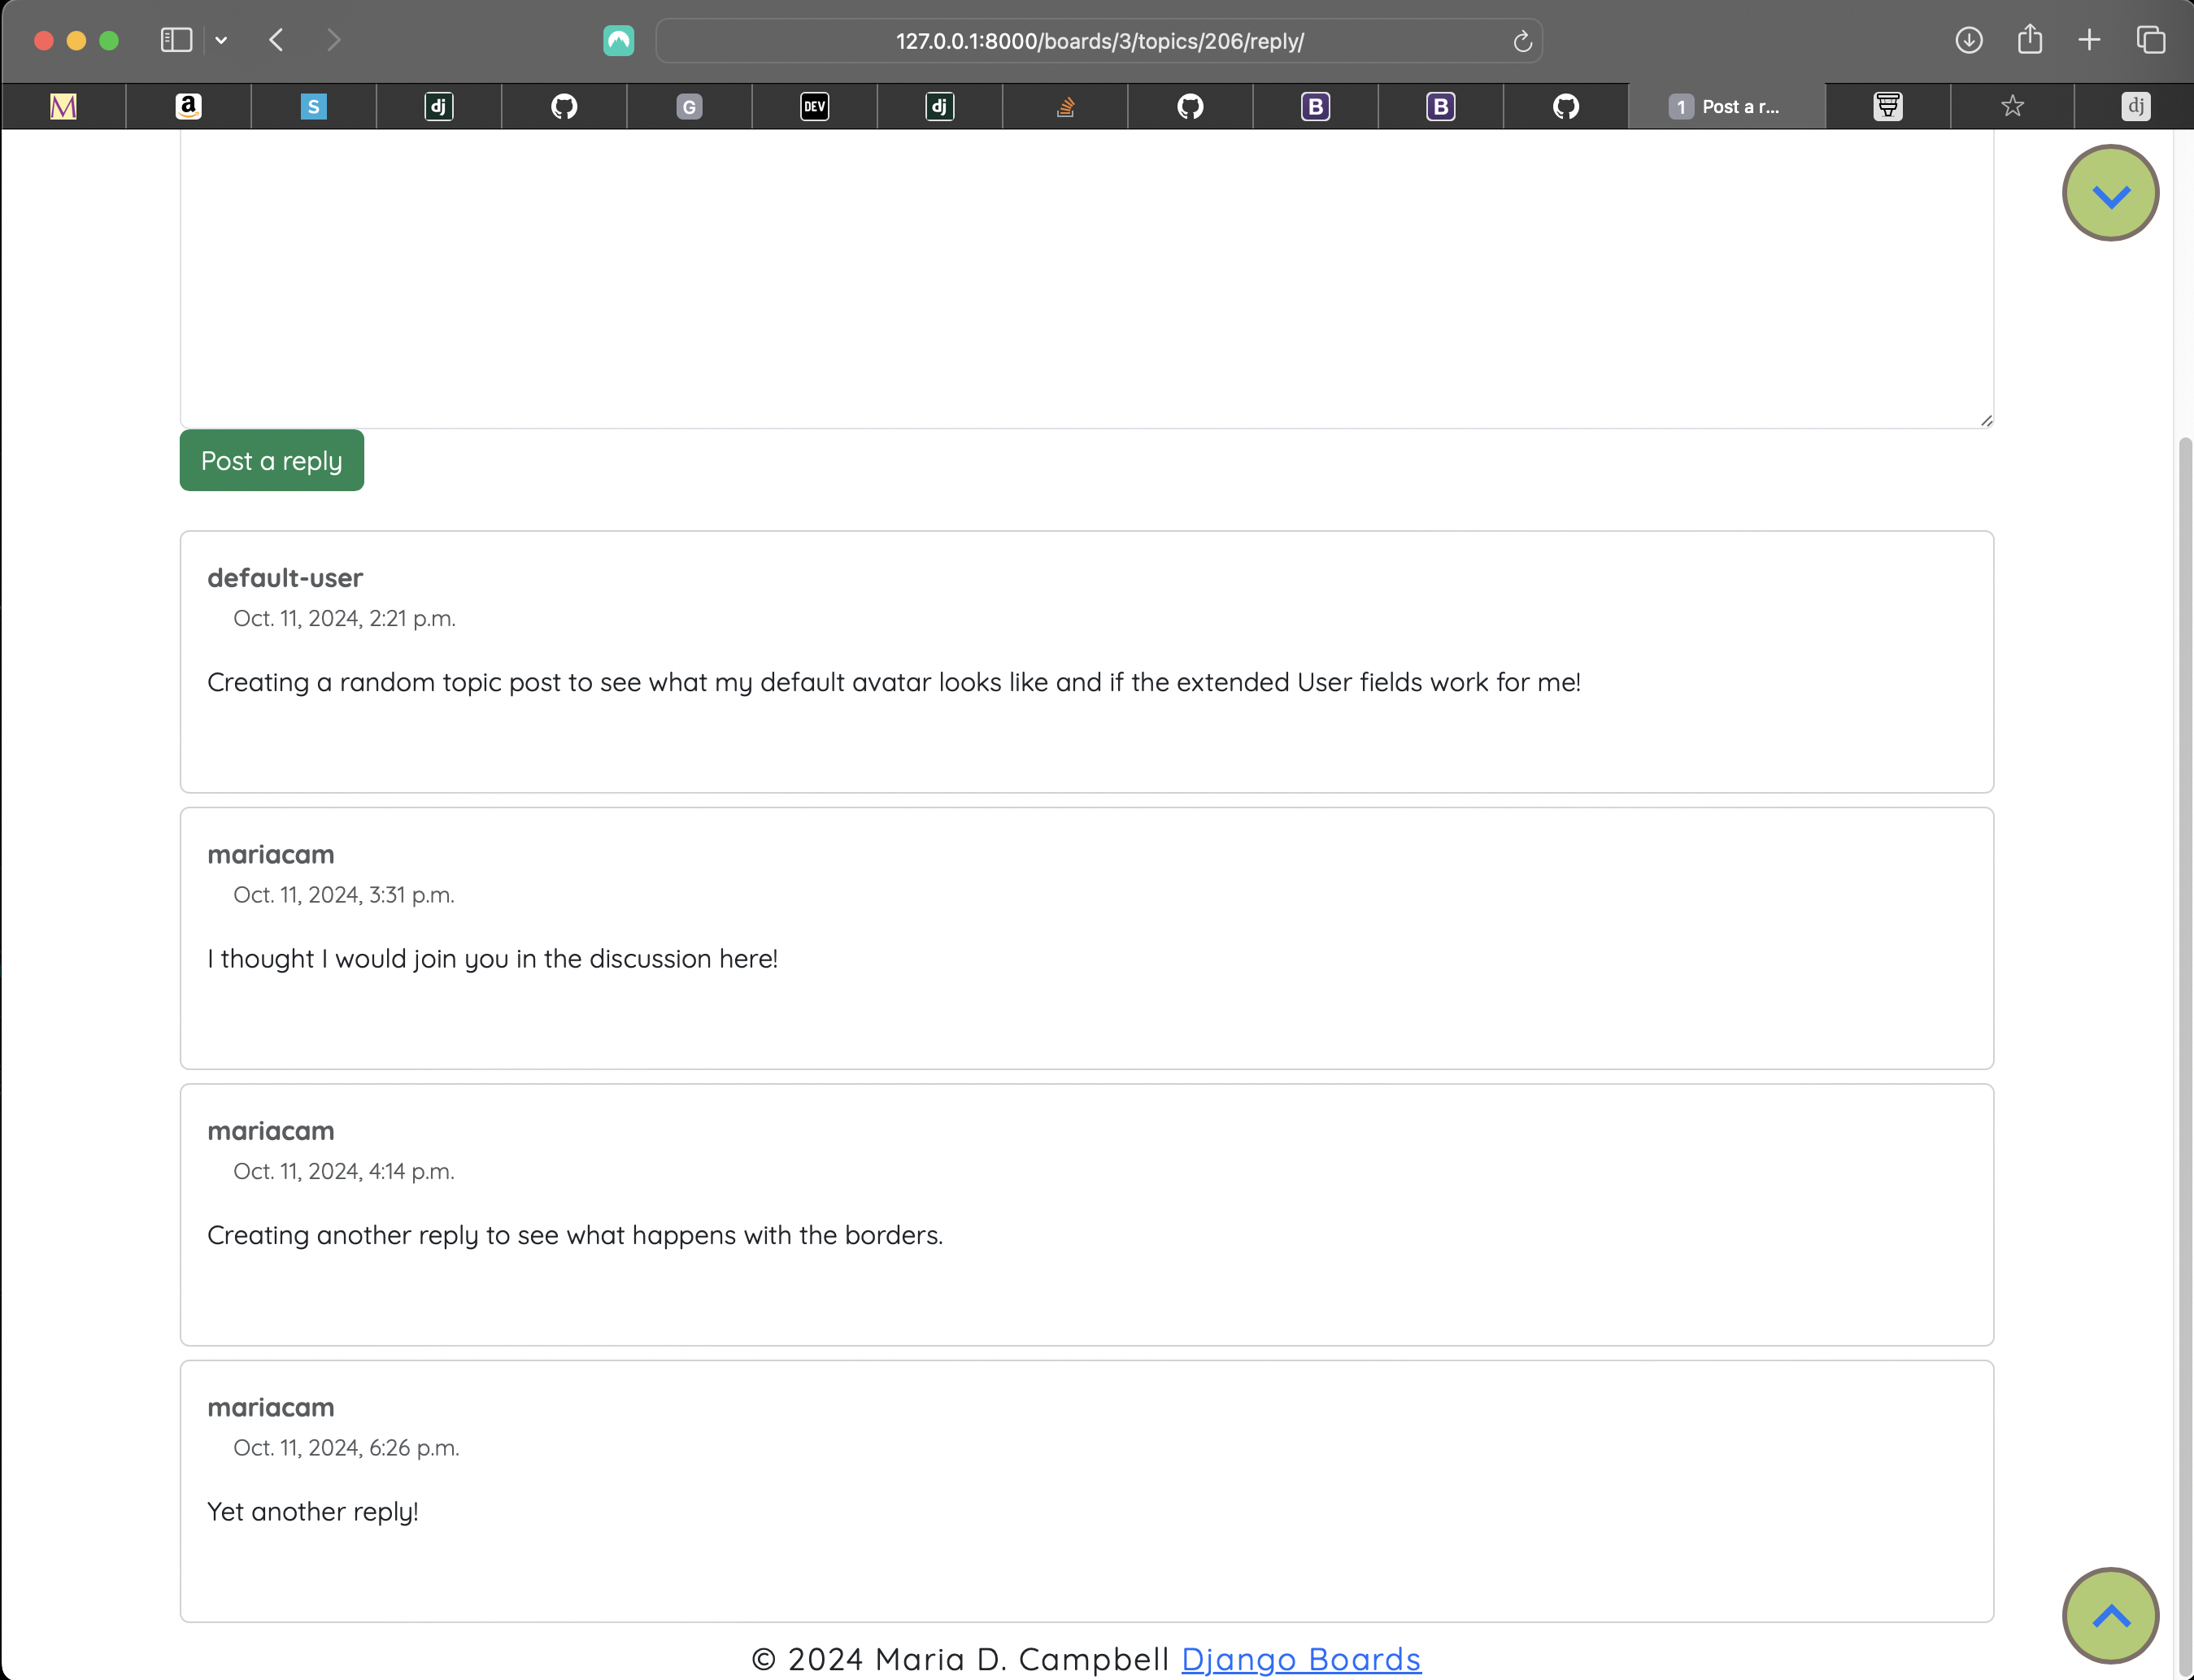 127.0.0.1:8000/boards/3/topics/206/reply/
M a S dj G DEV dj B B 1 Post a r... dj
Post a reply
default-user
Oct. 11, 2024, 2:21 p.m.
Creating a random topic post to see what my default avatar looks like and if the extended User fields work for me!
mariacam
Oct. 11, 2024, 3:31 p.m.
I thought I would join you in the discussion here!
mariacam
Oct. 11, 2024, 4:14 p.m.
Creating another reply to see what happens with the borders.
mariacam
Oct. 11, 2024, 6:26 p.m.
Yet another reply!
© 2024 Maria D. Campbell Django Boards